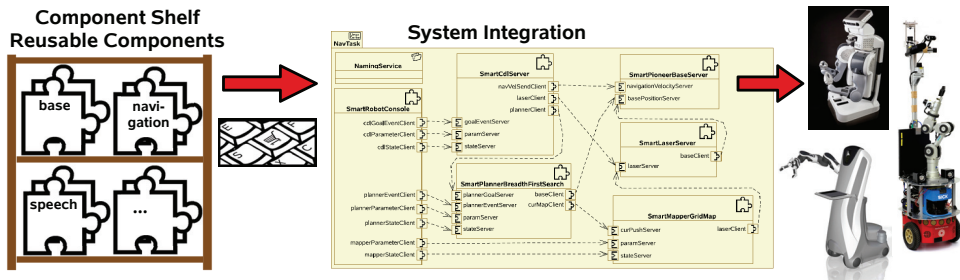 Component Shelf
Reusable Components
base
navi-
gation
speech
...
System Integration
NavTask
NamingService
SmartRobotConsole
cdlGoalEventClient
cdlParameterClient
cdlStateClient
plannerEventClient
plannerParameterClient
plannerStateClient
mapperParameterClient
mapperStateClient
SmartCdlServer
navVelSendClient
laserClient
plannerClient
goalEventServer
paramServer
stateServer
SmartPlannerBreadthFirstSearch
plannerGoalServer
baseClient
plannerEventServer
curMapClient
paramServer
stateServer
SmartPioneerBaseServer
navigationVelocityServer
basePositionServer
SmartLaserServer
baseClient
laserServer
SmartMapperGridMap
laserClient
curPushServer
paramServer
stateServer